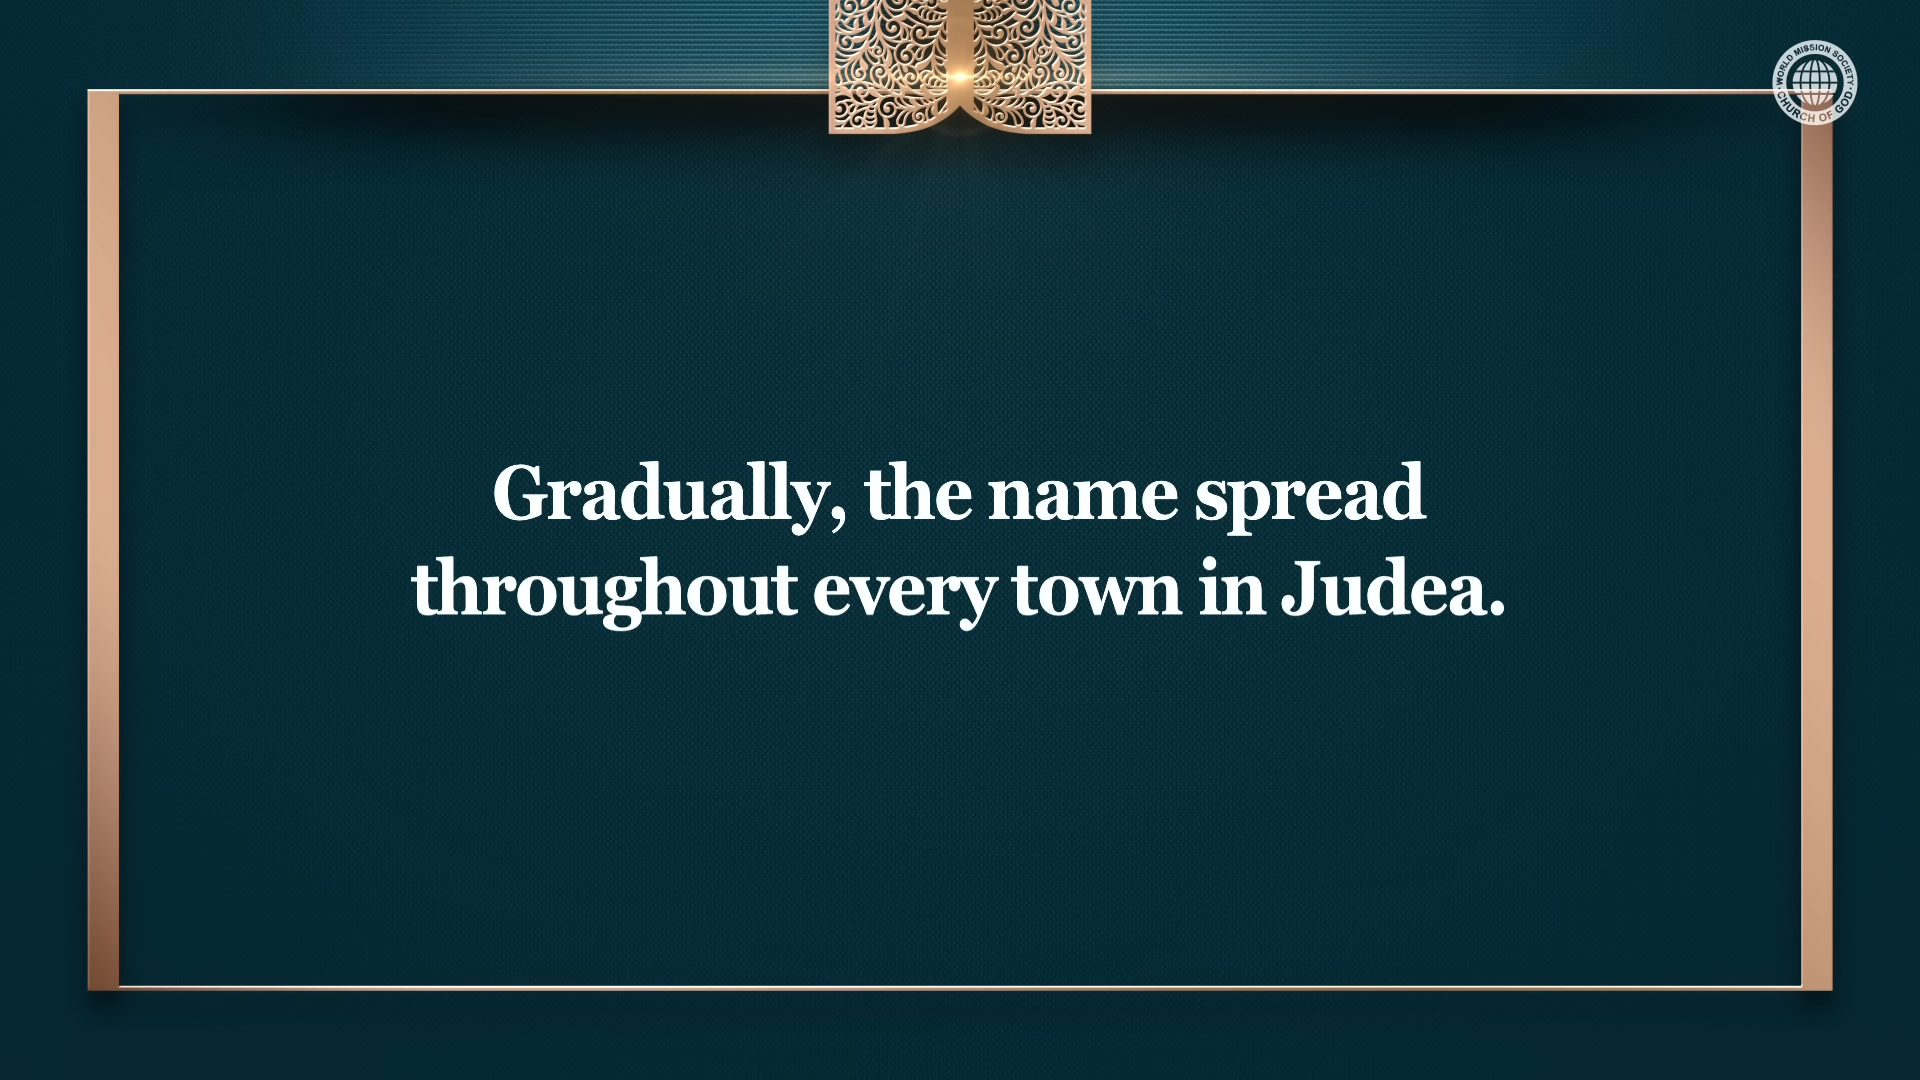 WORLD MISSION SOCIETY
CHURCH OF GOD
Gradually, the name spread
throughout every town in Judea.